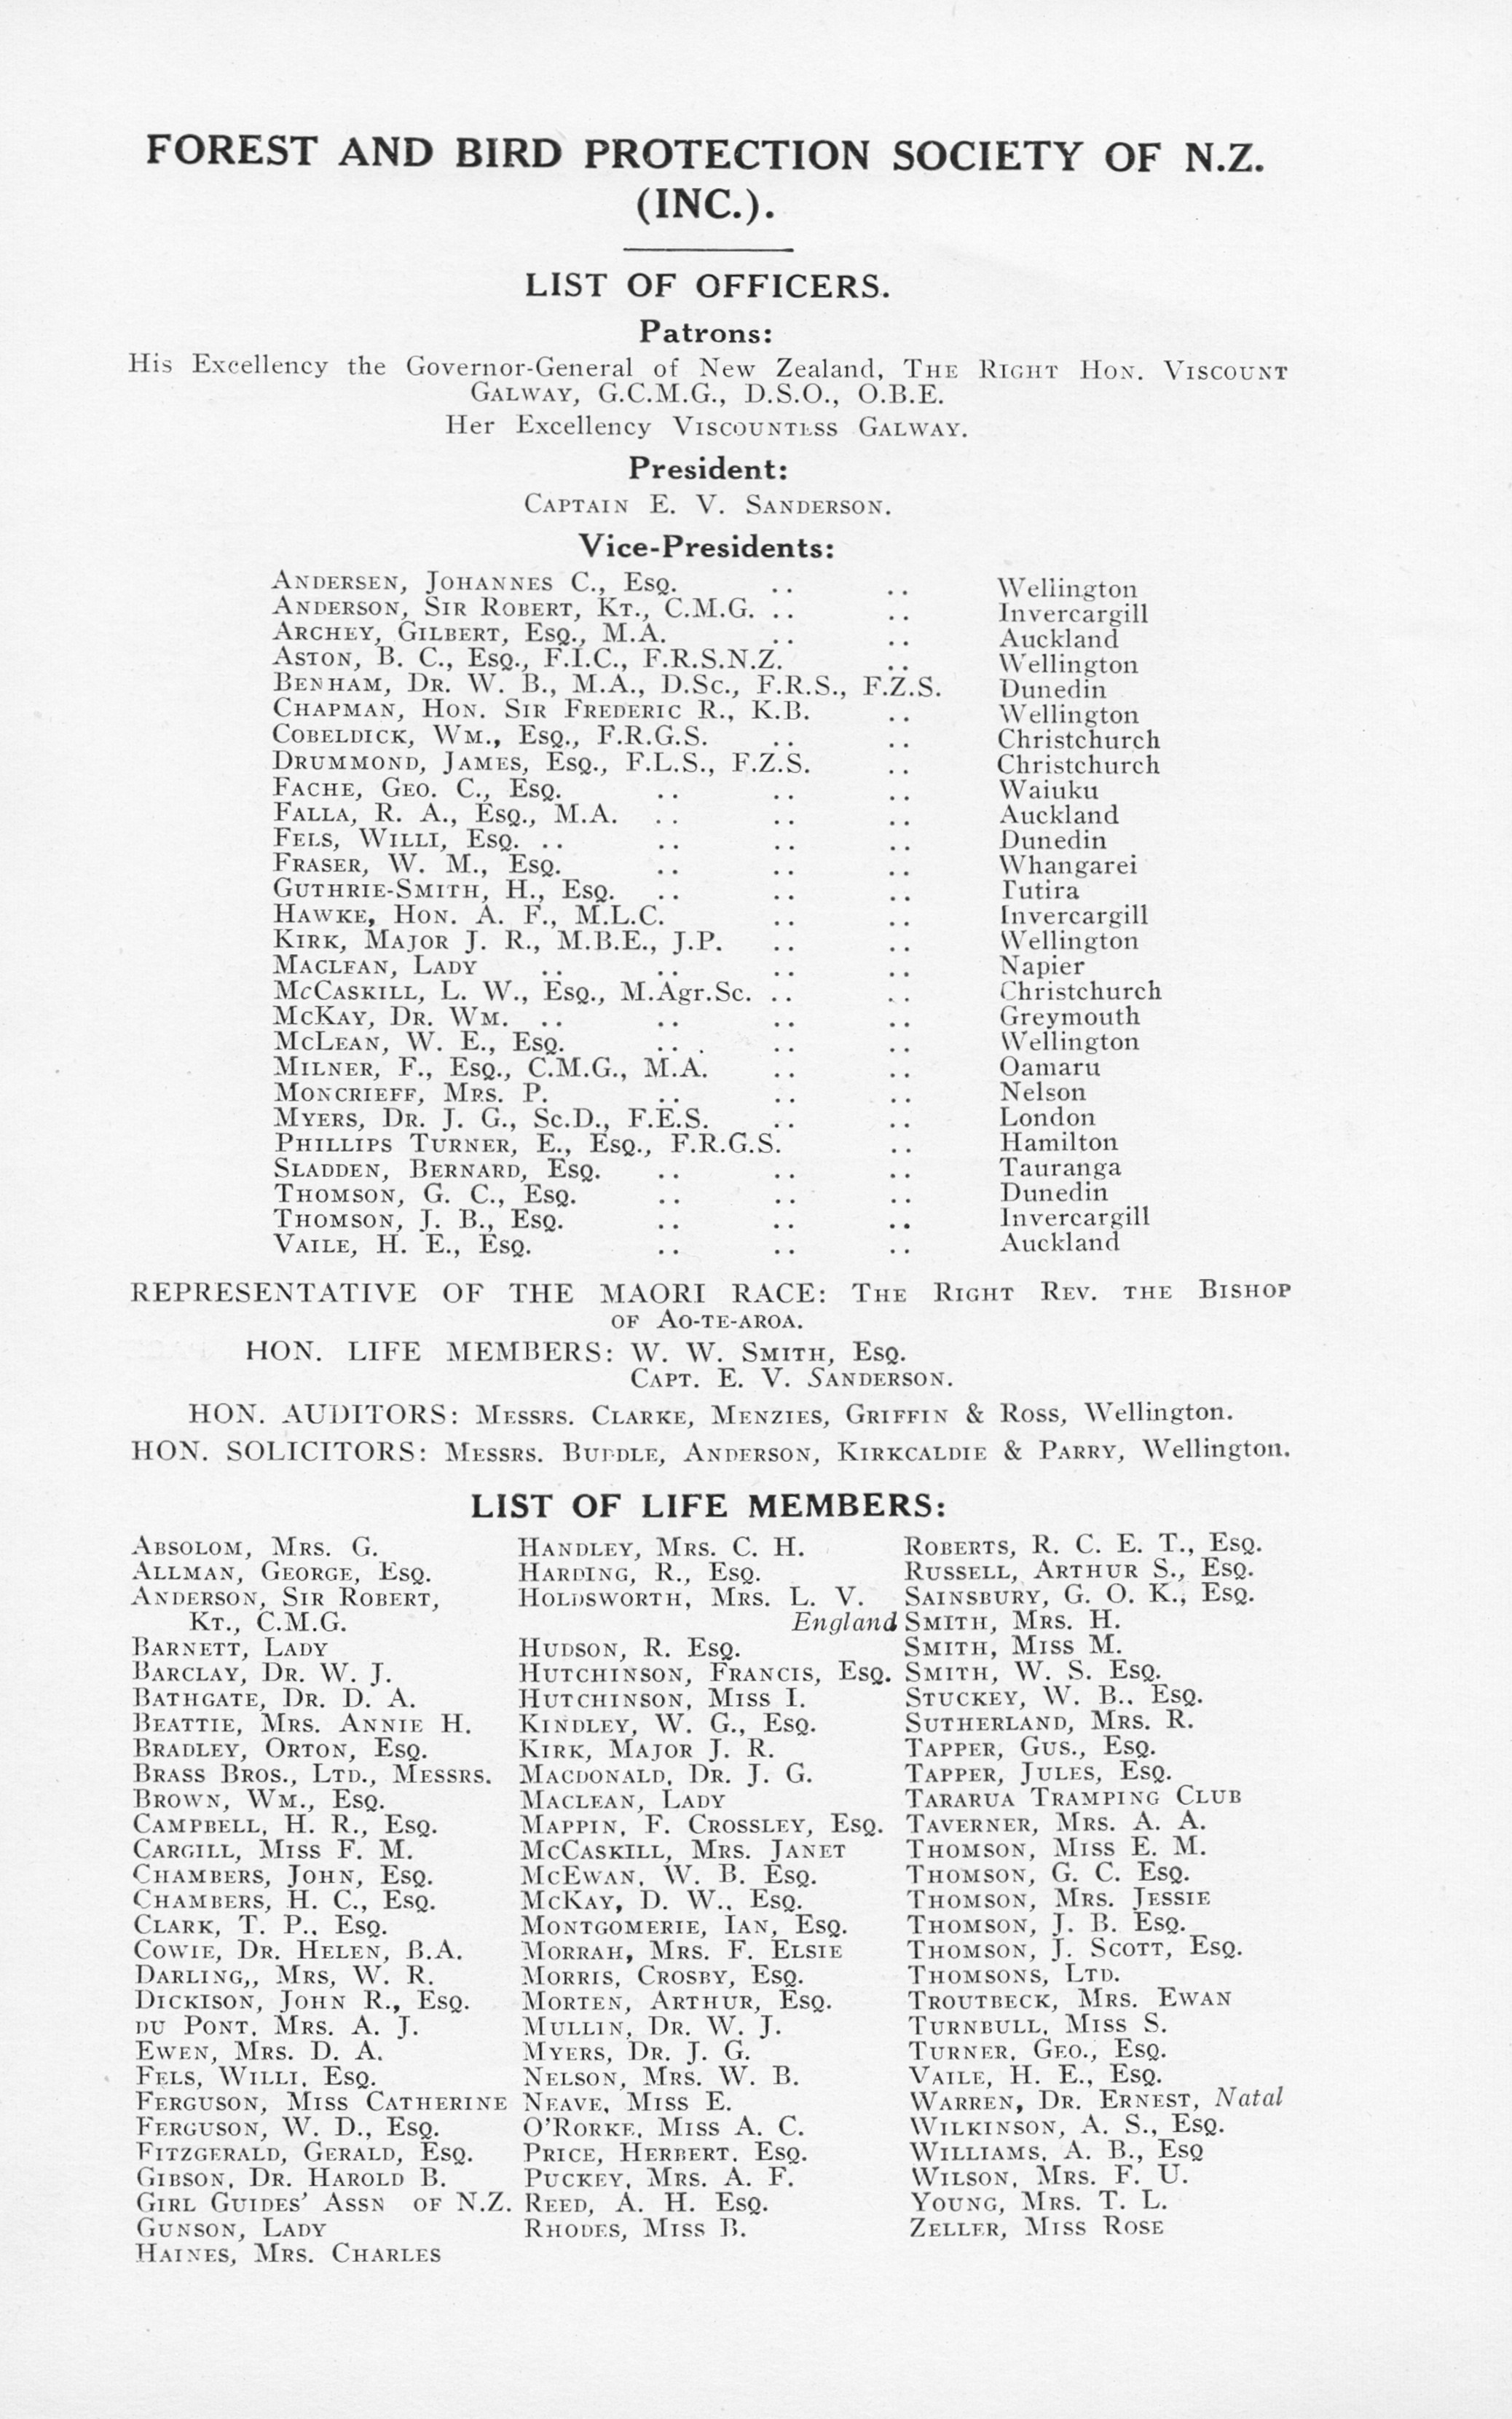 FOREST AND BIRD PROTECTION SOCIETY OF N.Z.
(INC.).
LIST OF OFFICERS.
Patrons:
His Excellency the Governor-General of New Zealand, THE RIGHT HON. VISCOUNT
GALWAY, G.C.M.G., D.S.O., O.B.E.
Her Excellency VISCOUNTESS GALWAY.
President:
CAPTAIN E. V. SANDERSON.
Vice-Presidents:
ANDERSEN, JOHANNES C., ESQ. .. .. Wellington
ANDERSON, SIR ROBERT, KT., C.M.G. .. .. Invercargill
ARCHEY, GILBERT, ESQ., M.A. .. .. Auckland
ASTON, B. C., ESQ., F.I.C., F.R.S.N.Z. .. Wellington
BENHAM, DR. W. B., M.A., D.SC., F.R.S., F.Z.S. Dunedin
CHAPMAN, HON. SIR FREDERIC R., K.B. .. Wellington
COBELDICK, WM., ESQ., F.R.G.S. .. .. Christchurch
DRUMMOND, JAMES, ESQ., F.L.S., F.Z.S. .. Christchurch
FACHE, GEO. C., ESQ. .. .. .. Waiuku
FALLA, R. A., ESQ., M.A. .. .. .. Auckland
FELS, WILLI, ESQ. .. .. .. .. Dunedin
FRASER, W. M., ESQ. .. .. .. Whangarei
GUTHRIE-SMITH, H., ESQ. .. .. .. Tutira
HAWKE, HON. A. F., M.L.C. .. .. Invercargill
KIRK, MAJOR J. R., M.B.E., J.P. .. .. Wellington
MACLEAN, LADY .. .. .. .. Napier
MCCASKILL, L. W., ESQ., M.Agr.Sc. .. .. Christchurch
MCKAY, DR. WM. .. .. .. .. Greymouth
MCLEAN, W. E., ESQ. .. . .. .. Wellington
MILNER, F., ESQ., C.M.G., M.A. .. .. Oamaru
MONCRIEFF, MRS. P. .. .. .. Nelson
MYERS, DR. J. G., SC.D., F.E.S. .. .. London
PHILLIPS TURNER, E., ESQ., F.R.G.S. .. Hamilton
SLADDEN, BERNARD, ESQ. .. .. .. Tauranga
THOMSON, G. C., ESQ. .. .. .. Dunedin
THOMSON, J. B., ESQ. .. .. .. Invercargill
VAILE, H. E., ESQ. .. .. .. Auckland
REPRESENTATIVE OF THE MAORI RACE: THE RIGHT REV. THE BISHOP
OF AO-TE-AROA.
HON. LIFE MEMBERS: W. W. SMITH, ESQ.
CAPT. E. V. SANDERSON.
HON. AUDITORS: MESSRS. CLARKE, MENZIES, GRIFFIN & ROSS, Wellington.
HON. SOLICITORS: MESSRS. BUDDLE, ANDERSON, KIRKCALDIE & PARRY, Wellington.
LIST OF LIFE MEMBERS:
ABSOLOM, MRS. G.
ALLMAN, GEORGE, ESQ.
ANDERSON, SIR ROBERT,
KT., C.M.G.
BARNETT, LADY
BARCLAY, DR. W. J.
BATHGATE, DR. D. A.
BEATTIE, MRS. ANNIE H.
BRADLEY, ORTON, ESQ.
BRASS BROS., LTD., MESSRS.
BROWN, WM., ESQ.
CAMPBELL, H. R., ESQ.
CARGILL, MISS F. M.
CHAMBERS, JOHN, ESQ.
CHAMBERS, H. C., ESQ.
CLARK, T. P., ESQ.
COWIE, DR. HELEN, B.A.
DARLING,, MRS, W. R.
DICKISON, JOHN R., ESQ.
DU PONT, MRS. A. J.
EWEN, MRS. D. A.
FELS, WILLI, ESQ.
FERGUSON, MISS CATHERINE
FERGUSON, W. D., ESQ.
FITZGERALD, GERALD, ESQ.
GIBSON, DR. HAROLD B.
GIRL GUIDES' ASSN OF N.Z.
GUNSON, LADY
HAINES, MRS. CHARLES
HANDLEY, MRS. C. H.
HARDING, R., ESQ.
HOLDSWORTH, MRS. L. V.
England
HUDSON, R. ESQ.
HUTCHINSON, FRANCIS, ESQ.
HUTCHINSON, MISS I.
KINDLEY, W. G., ESQ.
KIRK, MAJOR J. R.
MACDONALD, DR. J. G.
MACLEAN, LADY
MAPPIN, F. CROSSLEY, ESQ.
MCCASKILL, MRS. JANET
MCEWAN, W. B. ESQ.
MCKAY, D. W., ESQ.
MONTGOMERIE, IAN, ESQ.
MORRAH, MRS. F. ELSIE
MORRIS, CROSBY, ESQ.
MORTEN, ARTHUR, ESQ.
MULLIN, DR. W. J.
MYERS, DR. J. G.
NELSON, MRS. W. B.
NEAVE, MISS E.
O'RORKE, MISS A. C.
PRICE, HERBERT, ESQ.
PUCKEY, MRS. A. F.
REED, A. H. ESQ.
RHODES, MISS B.
ROBERTS, R. C. E. T., ESQ.
RUSSELL, ARTHUR S., ESQ.
SAINSBURY, G. O. K., ESQ.
SMITH, MRS. H.
SMITH, MISS M.
SMITH, W. S. ESQ.
STUCKEY, W. B., ESQ.
SUTHERLAND, MRS. R.
TAPPER, GUS., ESQ.
TAPPER, JULES, ESQ.
TARARUA TRAMPING CLUB
TAVERNER, MRS. A. A.
THOMSON, MISS E. M.
THOMSON, G. C. ESQ.
THOMSON, MRS. JESSIE
THOMSON, J. B. ESQ.
THOMSON, J. SCOTT, ESQ.
THOMSONS, LTD.
TROUTBECK, MRS. EWAN
TURNBULL, MISS S.
TURNER, GEO., ESQ.
VAILE, H. E., ESQ.
WARREN, DR. ERNEST, Natal
WILKINSON, A. S., ESQ.
WILLIAMS, A. B., ESQ
WILSON, MRS. F. U.
YOUNG, MRS. T. L.
ZELLER, MISS ROSE